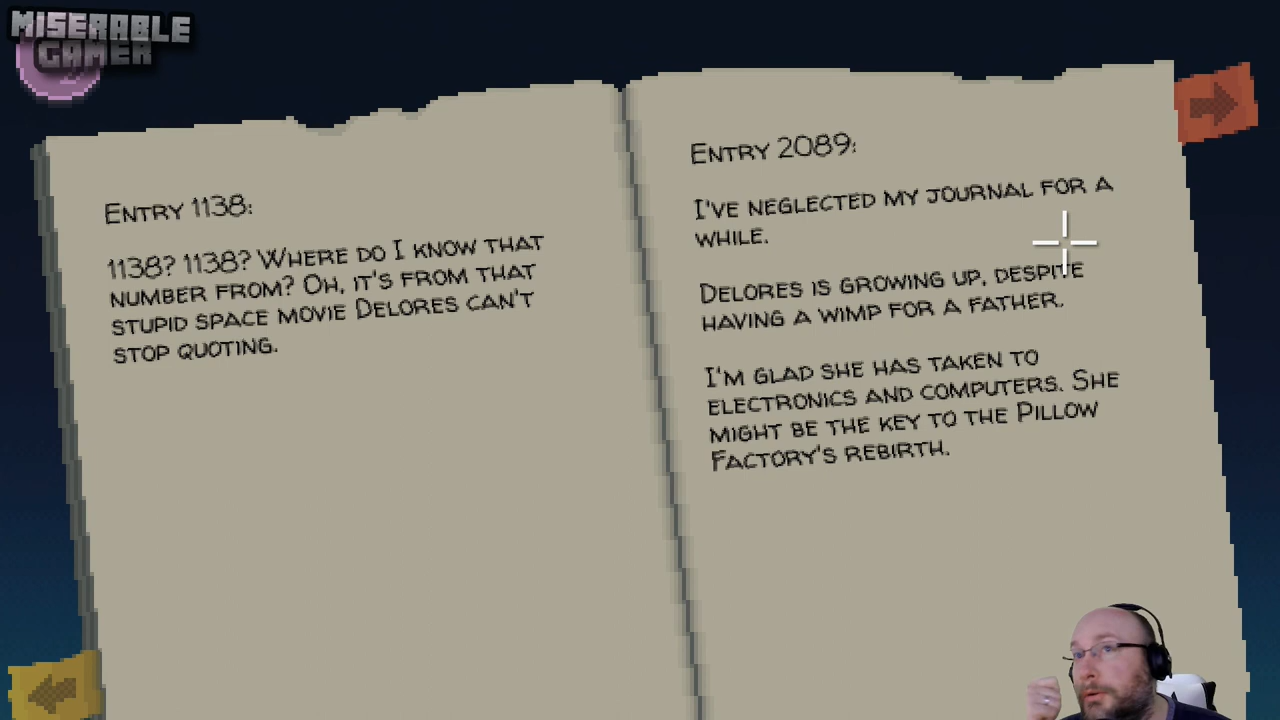 MISERABLE
GAMER
ENTRY 1138:
1138? 1138? WHERE DO I KNOW THAT
NUMBER FROM? OH, IT'S FROM THAT
STUPID SPACE MOVIE DELORES CAN'T
STOP QUOTING.
ENTRY 2089:
I'VE NEGLECTED MY JOURNAL FOR A
WHILE.
DELORES IS GROWING UP, DESPITE
HAVING A WIMP FOR A FATHER.
I'M GLAD SHE HAS TAKEN TO
ELECTRONICS AND COMPUTERS. SHE
MIGHT BE THE KEY TO THE PILLOW
FACTORY'S REBIRTH.